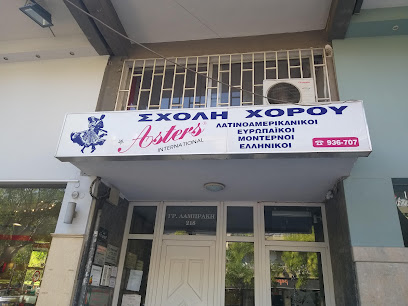 ΣΧΟΛΗ ΧΟΡΟΥ
Asters
INTERNATIONAL
ΛΑΤΙΝΟΑΜΕΡΙΚΑΝΙΚΟΙ
ΕΥΡΩΠΑΪΚΟΙ
ΜΟΝΤΕΡΝΟΙ
ΕΛΛΗΝΙΚΟΙ
☎ 936-707
ΓΡ. ΛΑΜΠΡΑΚΗ